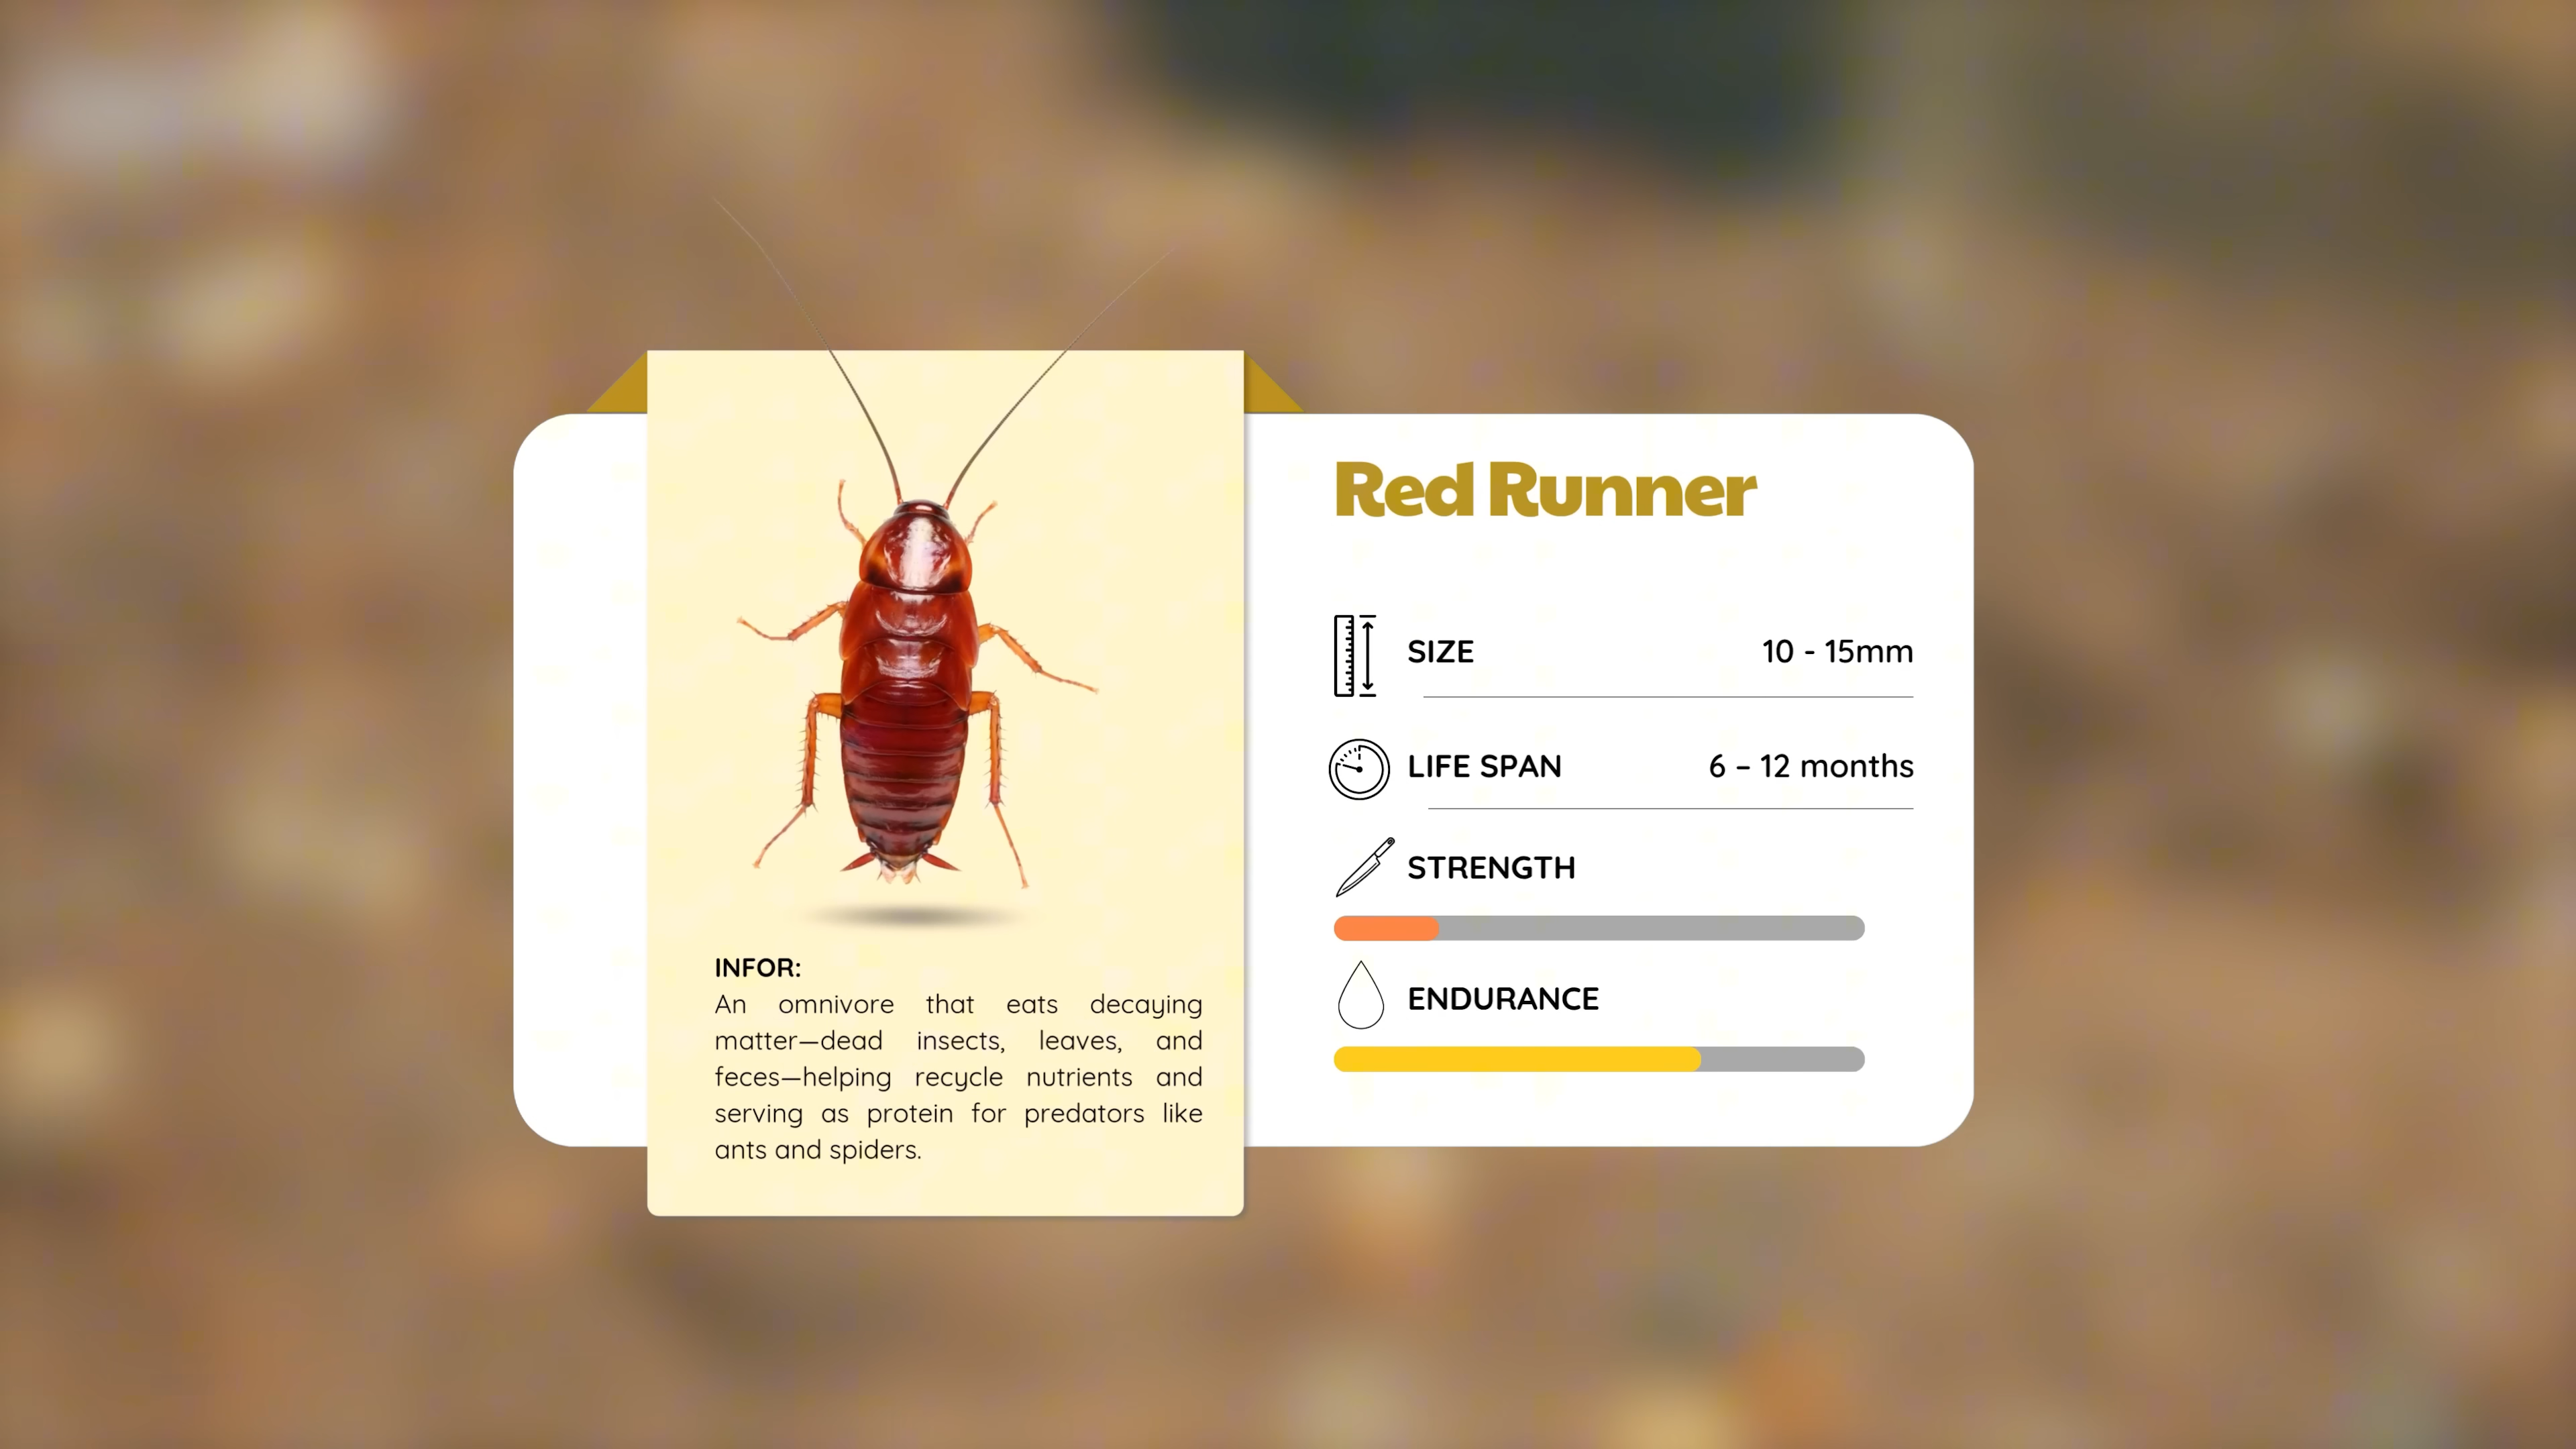 Red Runner
SIZE 10 - 15mm
LIFE SPAN 6 – 12 months
STRENGTH
ENDURANCE
INFOR:
An omnivore that eats decaying
matter—dead insects, leaves, and
feces—helping recycle nutrients and
serving as protein for predators like
ants and spiders.